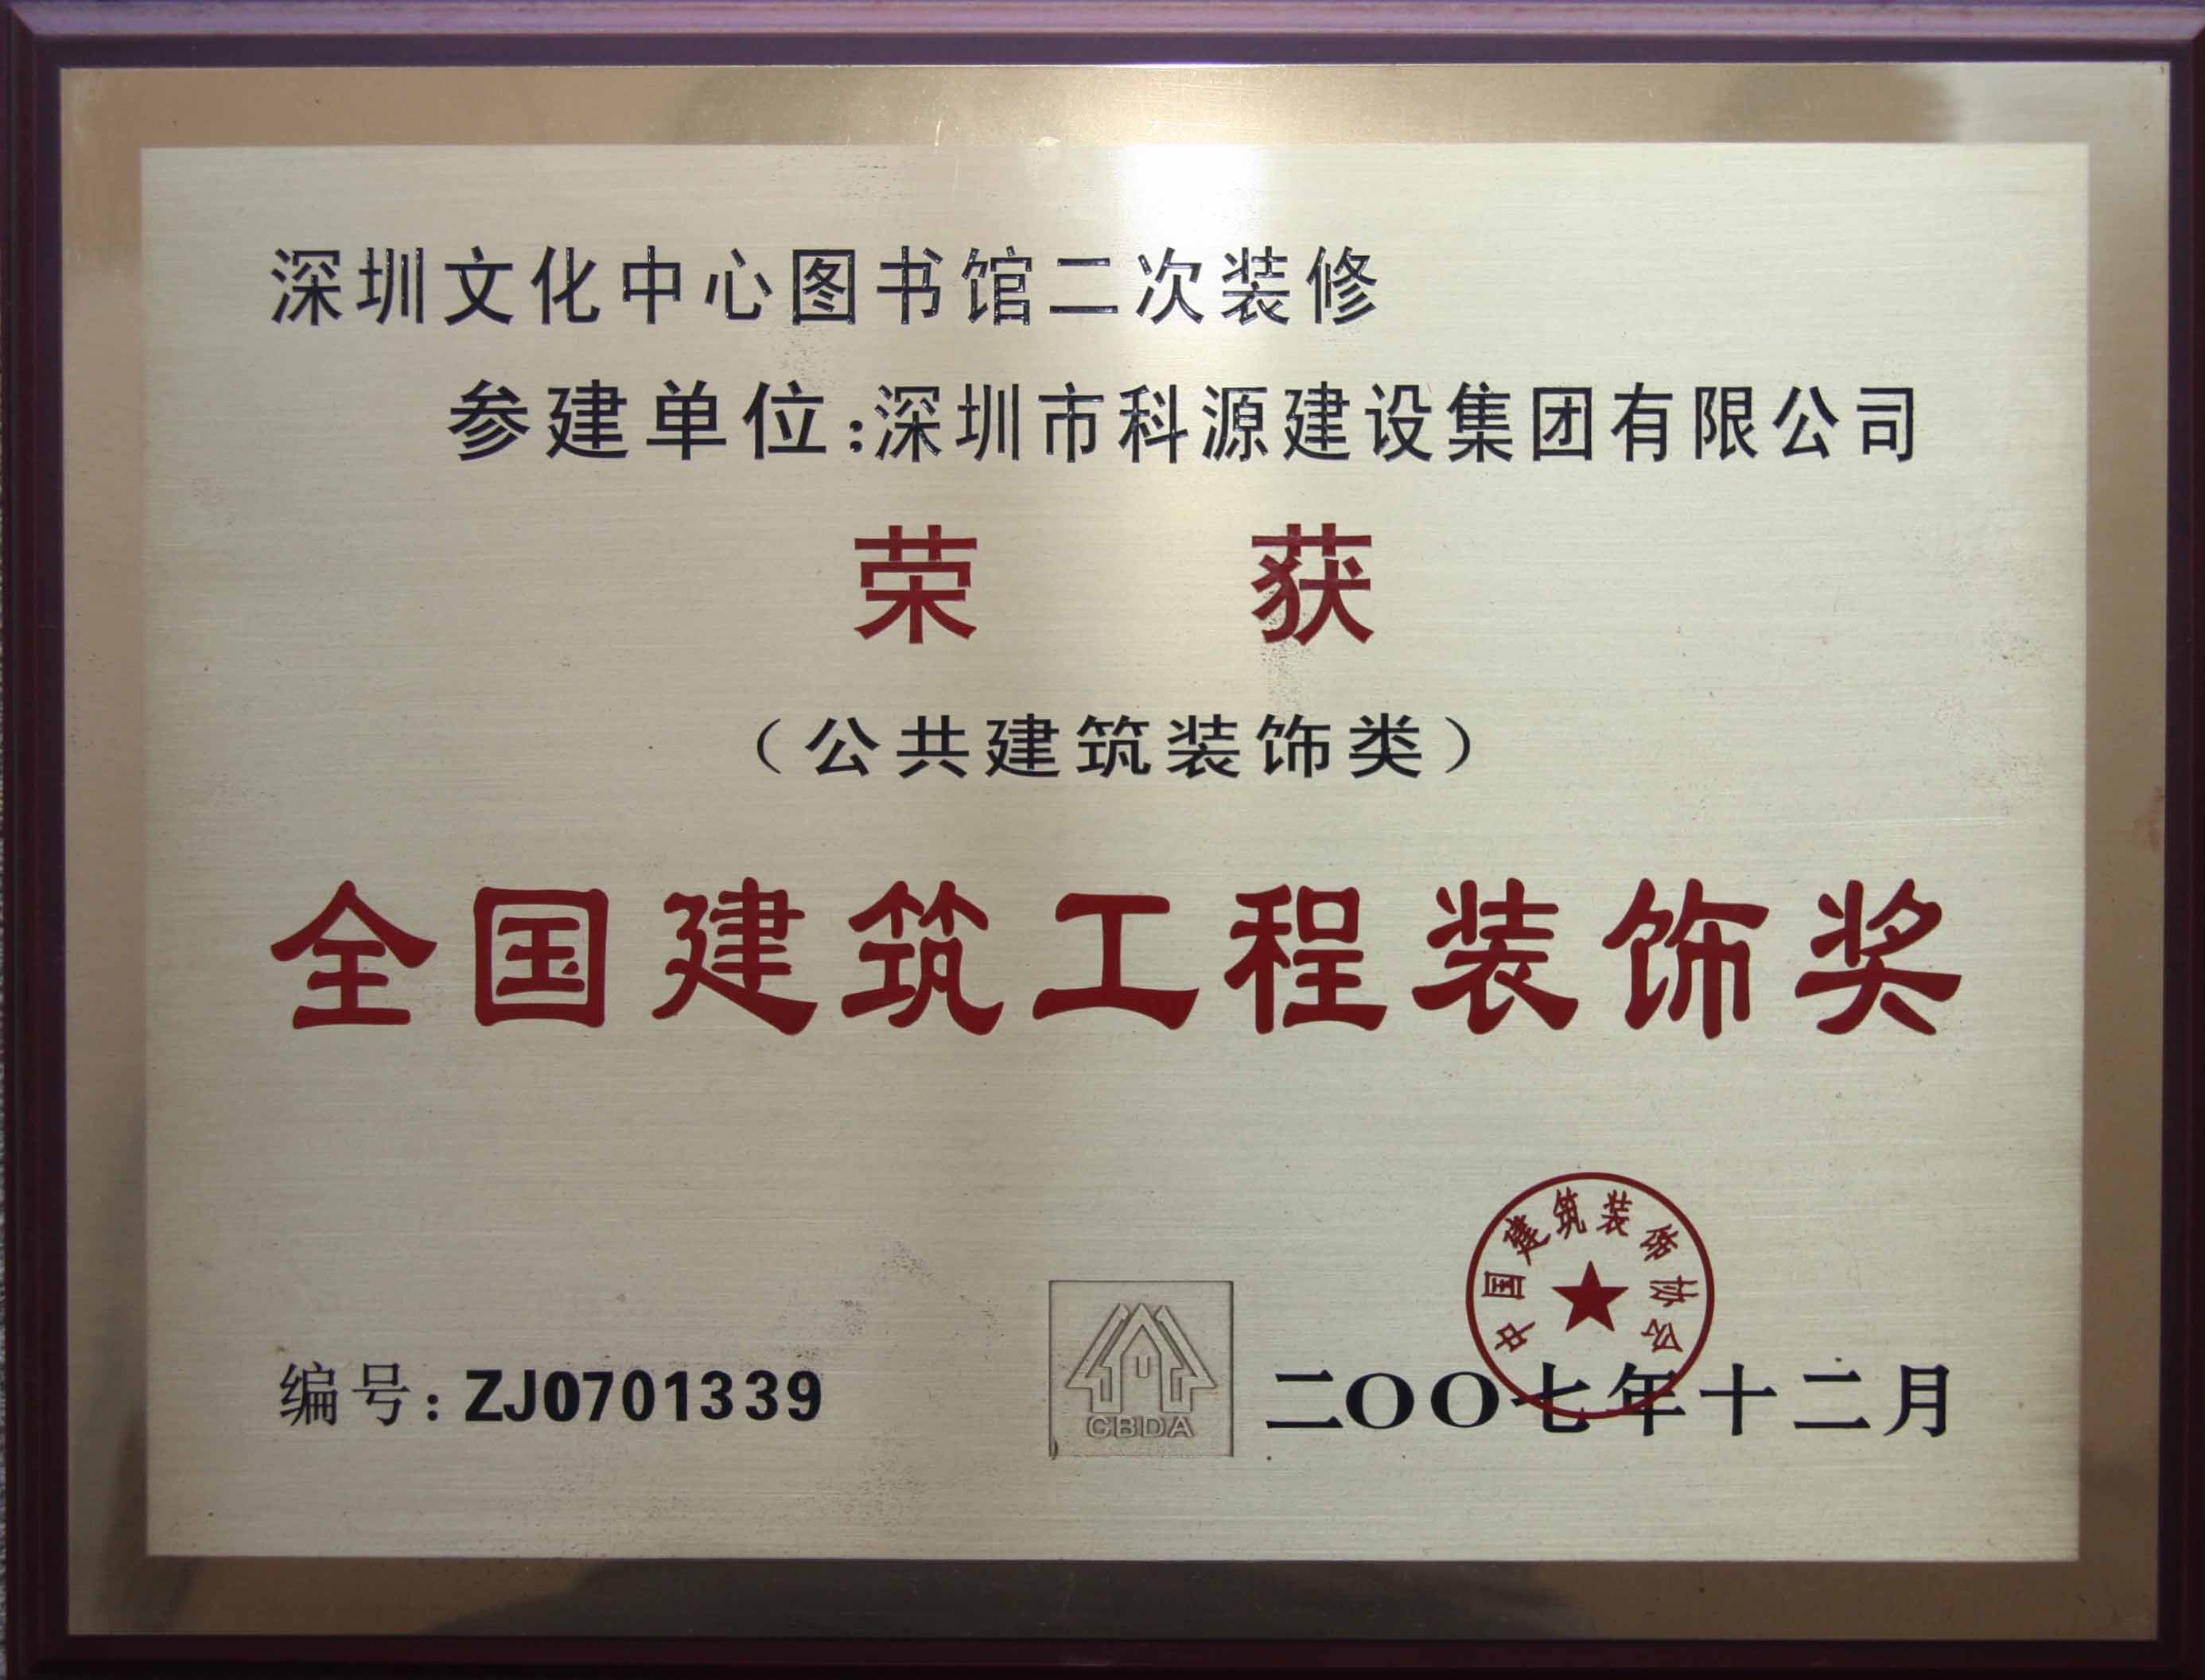 深圳文化中心图书馆二次装修
参建单位:深圳市科源建设集团有限公司
荣获
（公共建筑装饰类）
全国建筑工程装饰奖
中国建筑装饰协会
编号:ZJ0701339
CBDA
二〇〇七年十二月